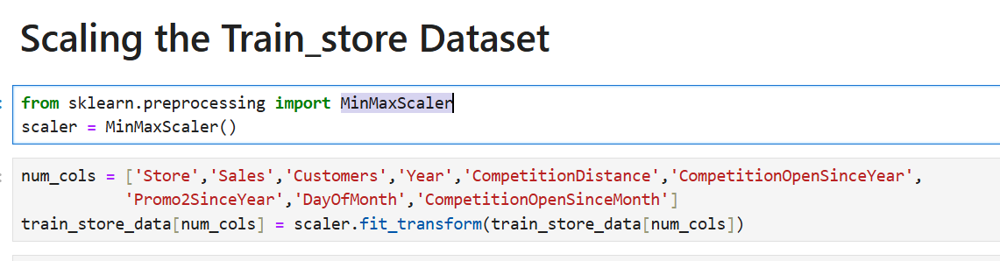 Scaling the Train_store Dataset
from sklearn.preprocessing import MinMaxScaler
scaler = MinMaxScaler()
num_cols = ['Store','Sales','Customers','Year','CompetitionDistance','CompetitionOpenSinceYear',
'Promo2SinceYear','DayOfMonth','CompetitionOpenSinceMonth']
train_store_data[num_cols] = scaler.fit_transform(train_store_data[num_cols])